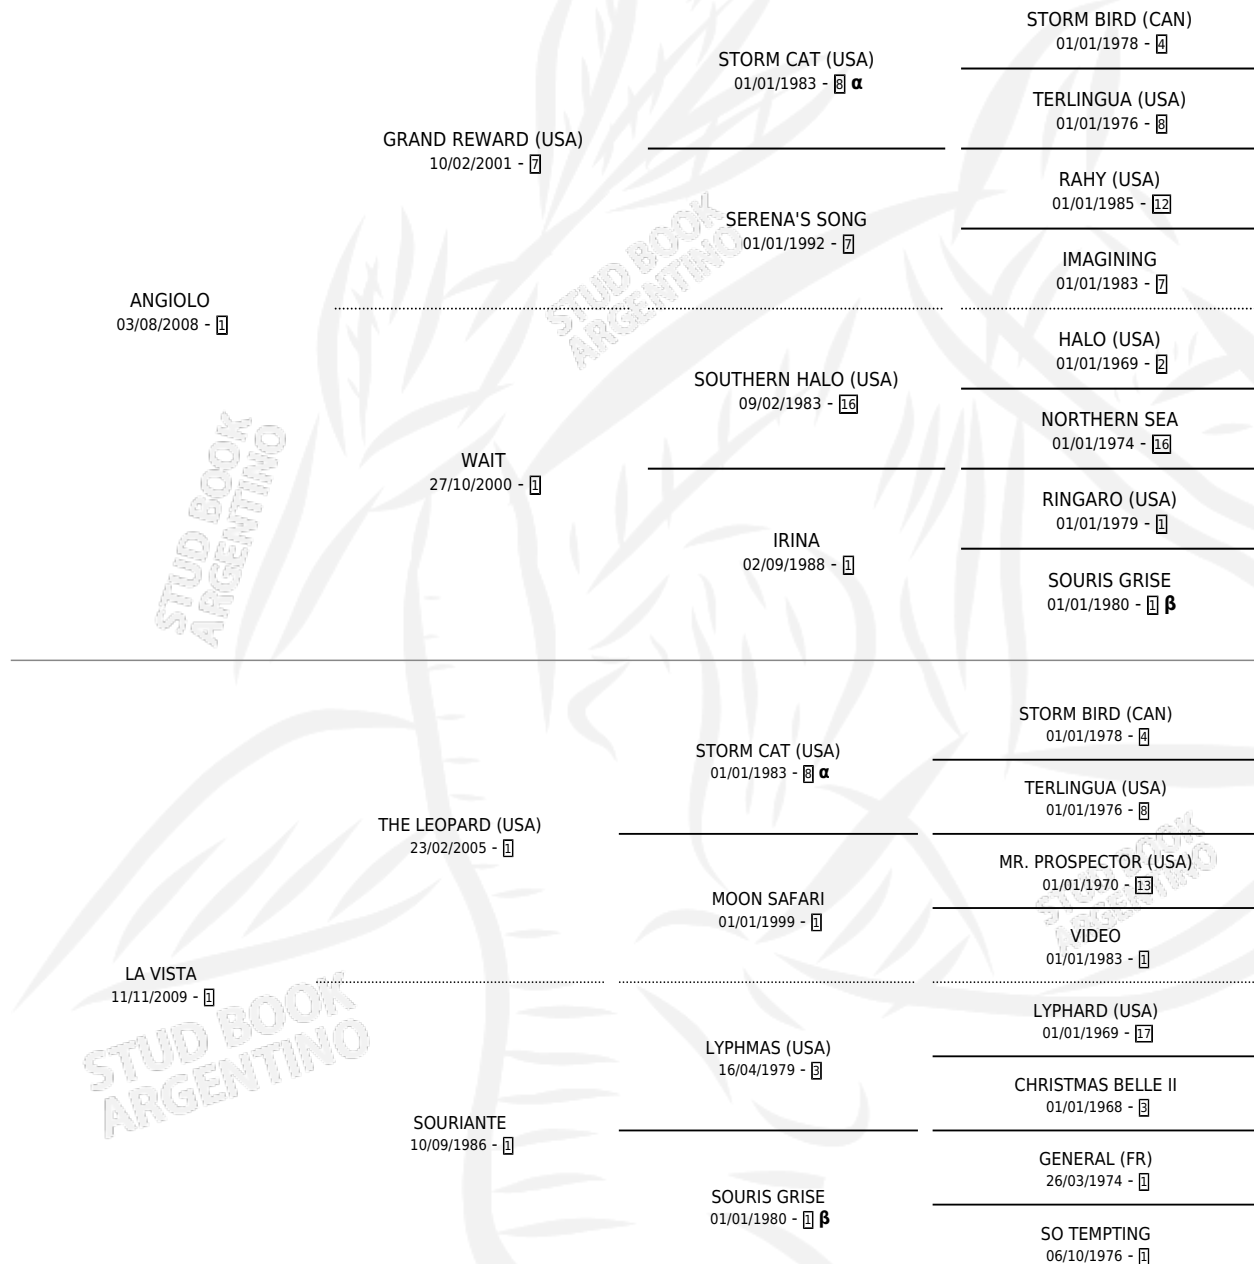 STORM BIRD (CAN)
01/01/1978 - 4
STORM CAT (USA)
01/01/1983 - 8 α
TERLINGUA (USA)
01/01/1976 - 8
GRAND REWARD (USA)
10/02/2001 - 7
RAHY (USA)
01/01/1985 - 12
SERENA'S SONG
01/01/1992 - 7
IMAGINING
01/01/1983 - 7
ANGIOLO
03/08/2008 - 1
HALO (USA)
01/01/1969 - 2
SOUTHERN HALO (USA)
09/02/1983 - 16
NORTHERN SEA
01/01/1974 - 16
WAIT
27/10/2000 - 1
RINGARO (USA)
01/01/1979 - 1
IRINA
02/09/1988 - 1
SOURIS GRISE
01/01/1980 - 1 β
STUD BOOK
ARGENTINO
STUD BOOK
ARGENTINO
STORM BIRD (CAN)
01/01/1978 - 4
STORM CAT (USA)
01/01/1983 - 8 α
TERLINGUA (USA)
01/01/1976 - 8
THE LEOPARD (USA)
23/02/2005 - 1
MR. PROSPECTOR (USA)
01/01/1970 - 13
MOON SAFARI
01/01/1999 - 1
VIDEO
01/01/1983 - 1
LA VISTA
11/11/2009 - 1
LYPHARD (USA)
01/01/1969 - 17
LYPHMAS (USA)
16/04/1979 - 3
CHRISTMAS BELLE II
01/01/1968 - 3
SOURIANTE
10/09/1986 - 1
GENERAL (FR)
26/03/1974 - 1
SOURIS GRISE
01/01/1980 - 1 β
SO TEMPTING
06/10/1976 - 1
STUD BOOK
ARGENTINO
STUD BOOK
ARGENTINO